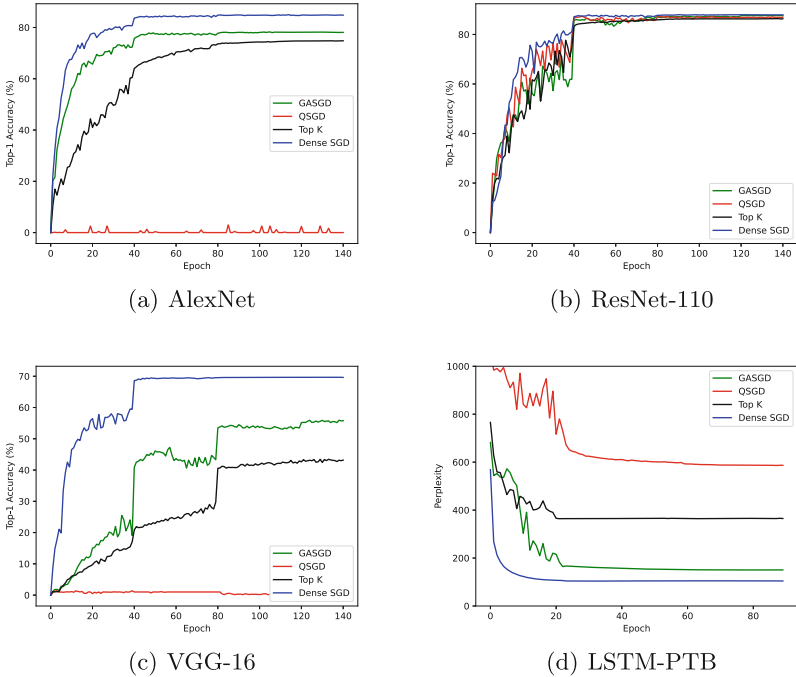 80
60
40
20
0
Top-1 Accuracy (%)
GASGD
QSGD
Top K
Dense SGD
0 20 40 60 80 100 120 140
Epoch
(a) AlexNet
80
60
40
20
0
Top-1 Accuracy (%)
GASGD
QSGD
Top K
Dense SGD
0 20 40 60 80 100 120 140
Epoch
(b) ResNet-110
70
60
50
40
30
20
10
0
Top-1 Accuracy (%)
GASGD
QSGD
Top K
Dense SGD
0 20 40 60 80 100 120 140
Epoch
(c) VGG-16
1000
800
600
400
200
0
Perplexity
GASGD
QSGD
Top K
Dense SGD
0 20 40 60 80
Epoch
(d) LSTM-PTB